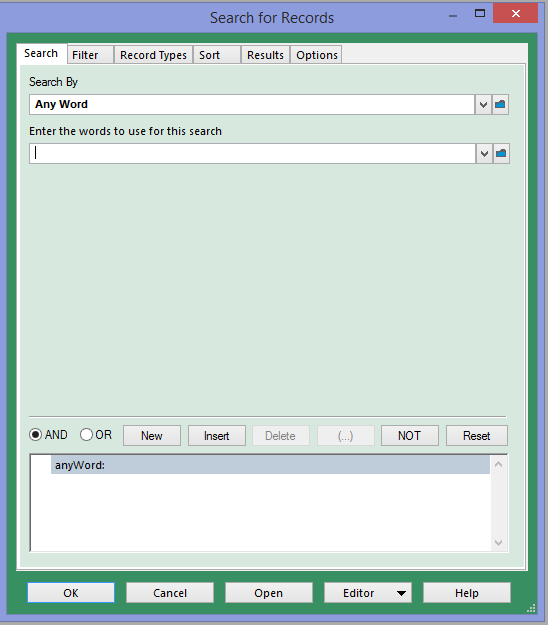 Search for Records
Search Filter Record Types Sort Results Options
Search By
Any Word
Enter the words to use for this search
AND OR New Insert Delete (...) NOT Reset
anyWord:
OK Cancel Open Editor Help